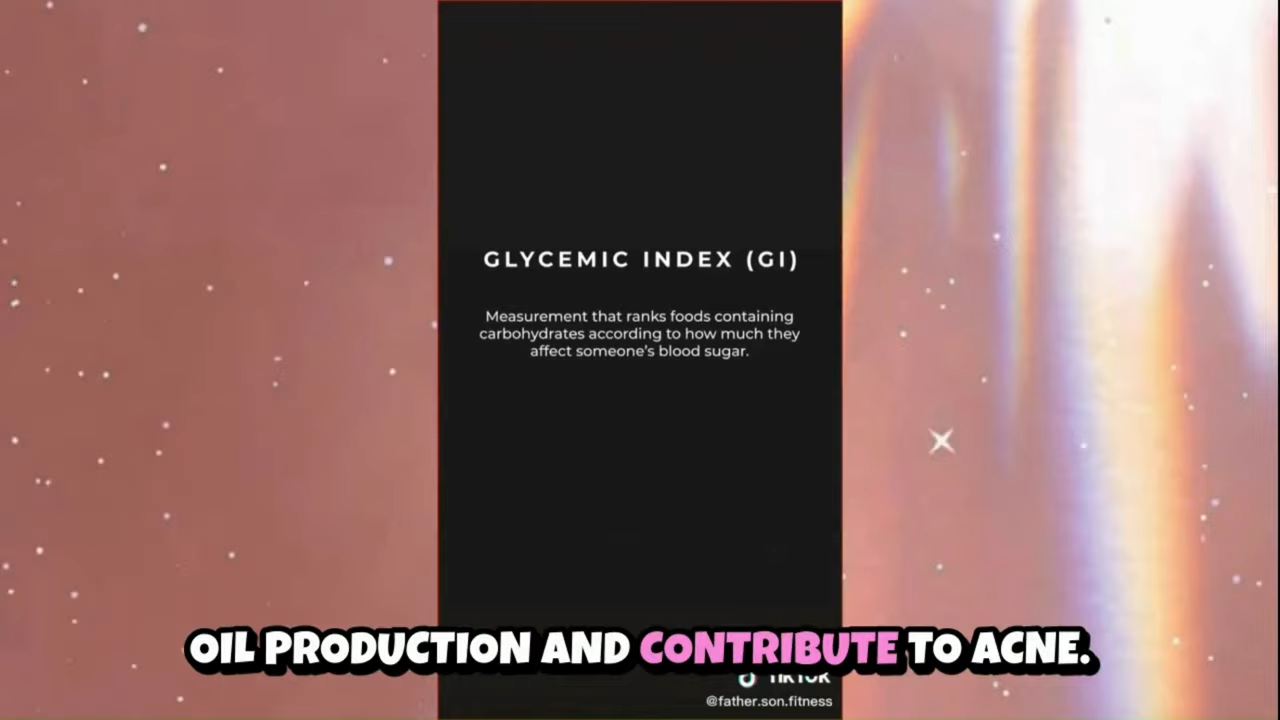 GLYCEMIC INDEX (GI)
Measurement that ranks foods containing
carbohydrates according to how much they
affect someone's blood sugar.
OIL PRODUCTION AND CONTRIBUTE TO ACNE.
TikTok
@father.son.fitness